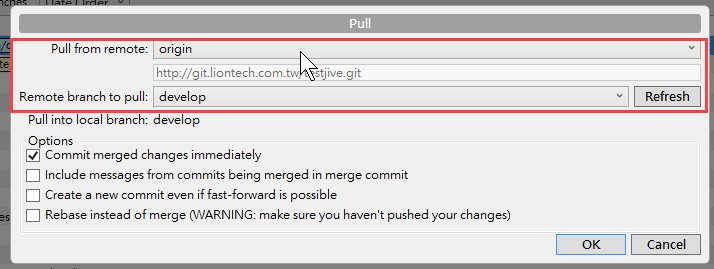 Date Order
Pull
Pull from remote: origin
http://git.liontech.com.tw
stjive.git
Remote branch to pull: develop Refresh
Pull into local branch: develop
Options
Commit merged changes immediately
Include messages from commits being merged in merge commit
Create a new commit even if fast-forward is possible
Rebase instead of merge (WARNING: make sure you haven't pushed your changes)
OK Cancel